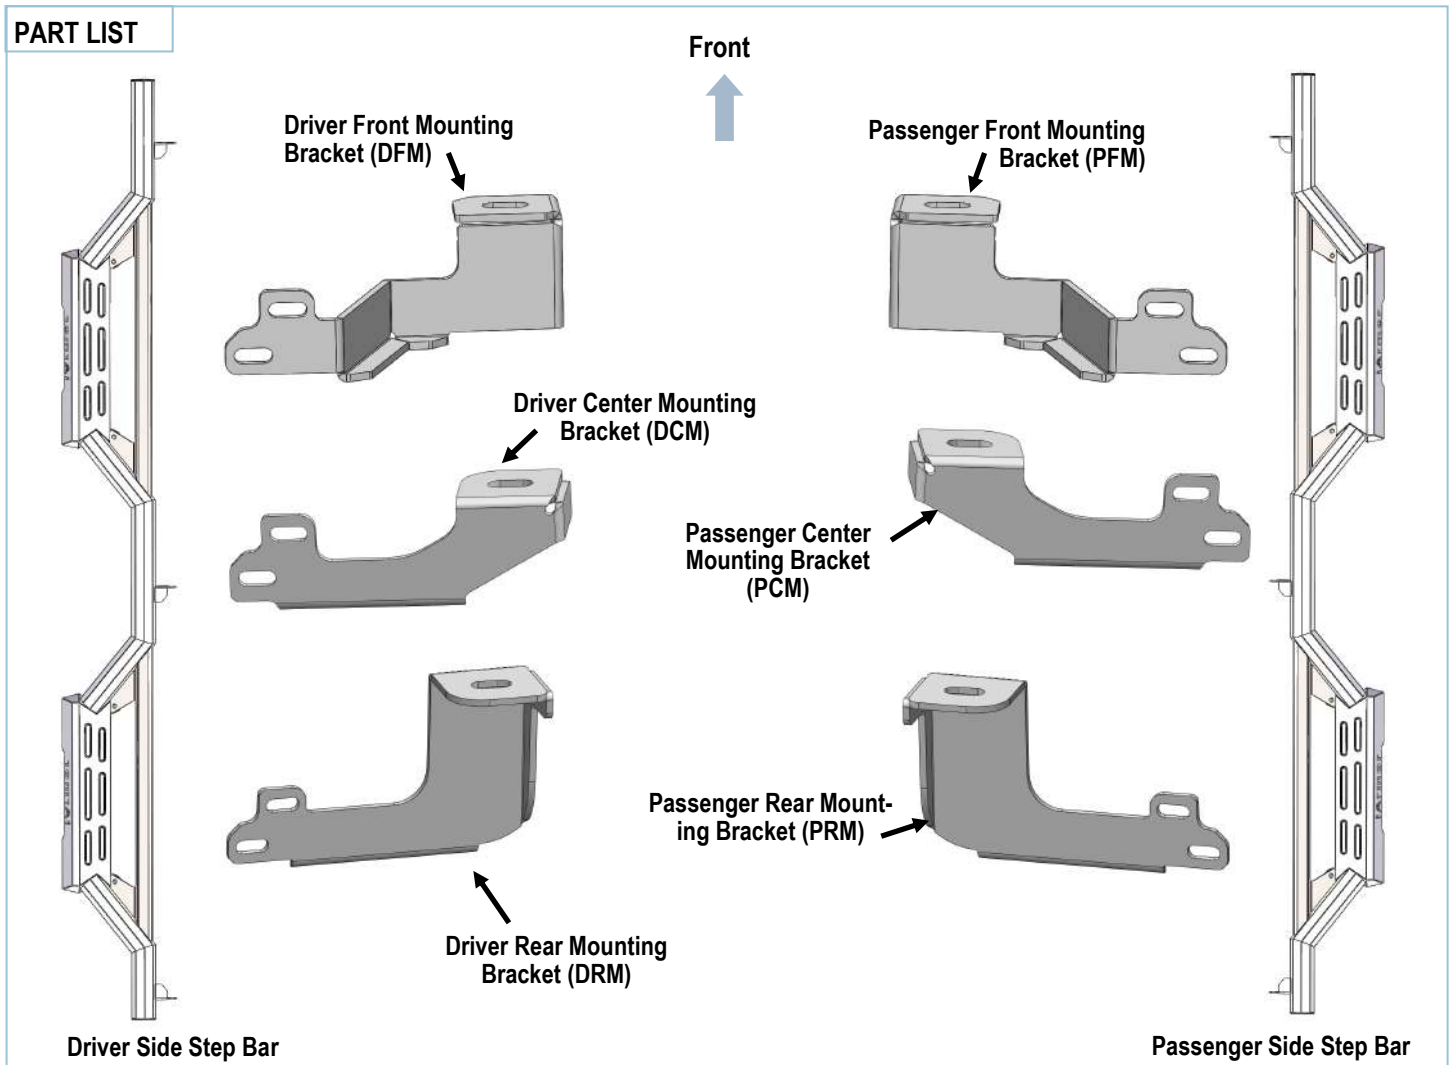 PART LIST
Front
Driver Front Mounting
Bracket (DFM)
Passenger Front Mounting
Bracket (PFM)
Driver Center Mounting
Bracket (DCM)
Passenger Center
Mounting Bracket
(PCM)
Passenger Rear Mount-
ing Bracket (PRM)
Driver Rear Mounting
Bracket (DRM)
Driver Side Step Bar
Passenger Side Step Bar